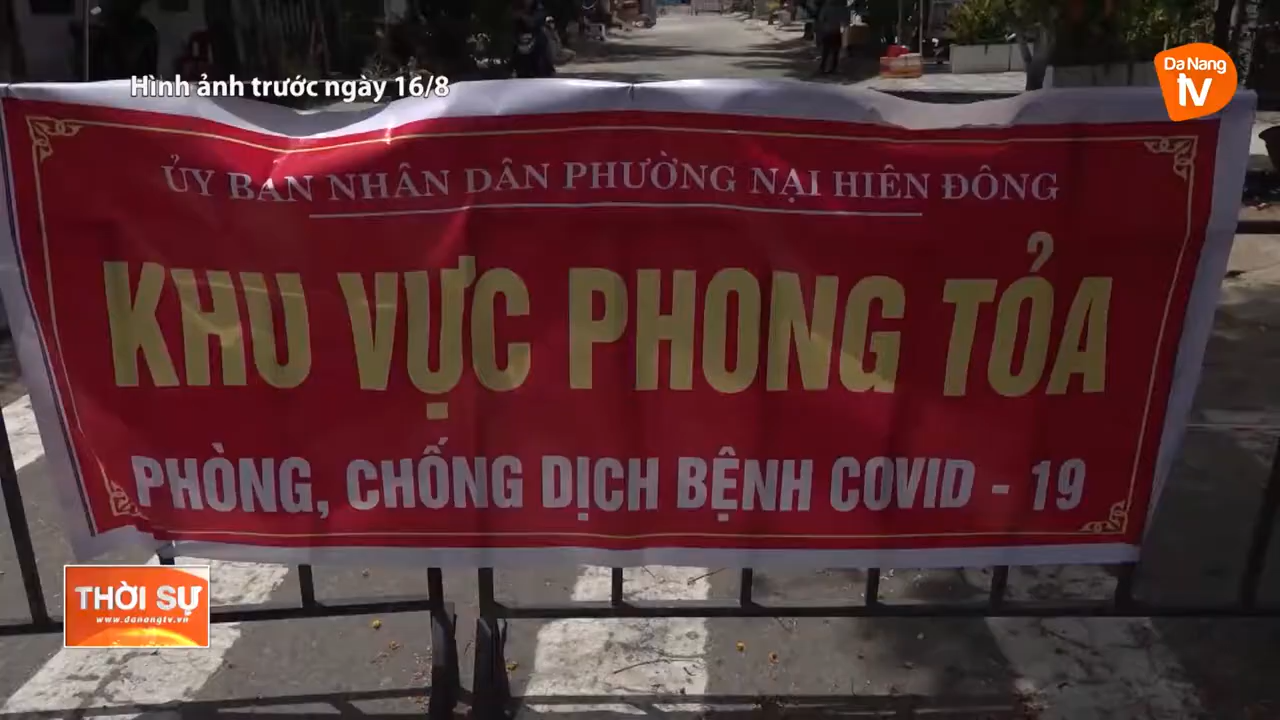 Hình ảnh trước ngày 16/8
Da Nang
TV
ỦY BAN NHÂN DÂN PHƯỜNG NẠI HIÊN ĐÔNG
KHU VỰC PHONG TỎA
PHÒNG, CHỐNG DỊCH BỆNH COVID - 19
THỜI SỰ
www.danangtv.vn